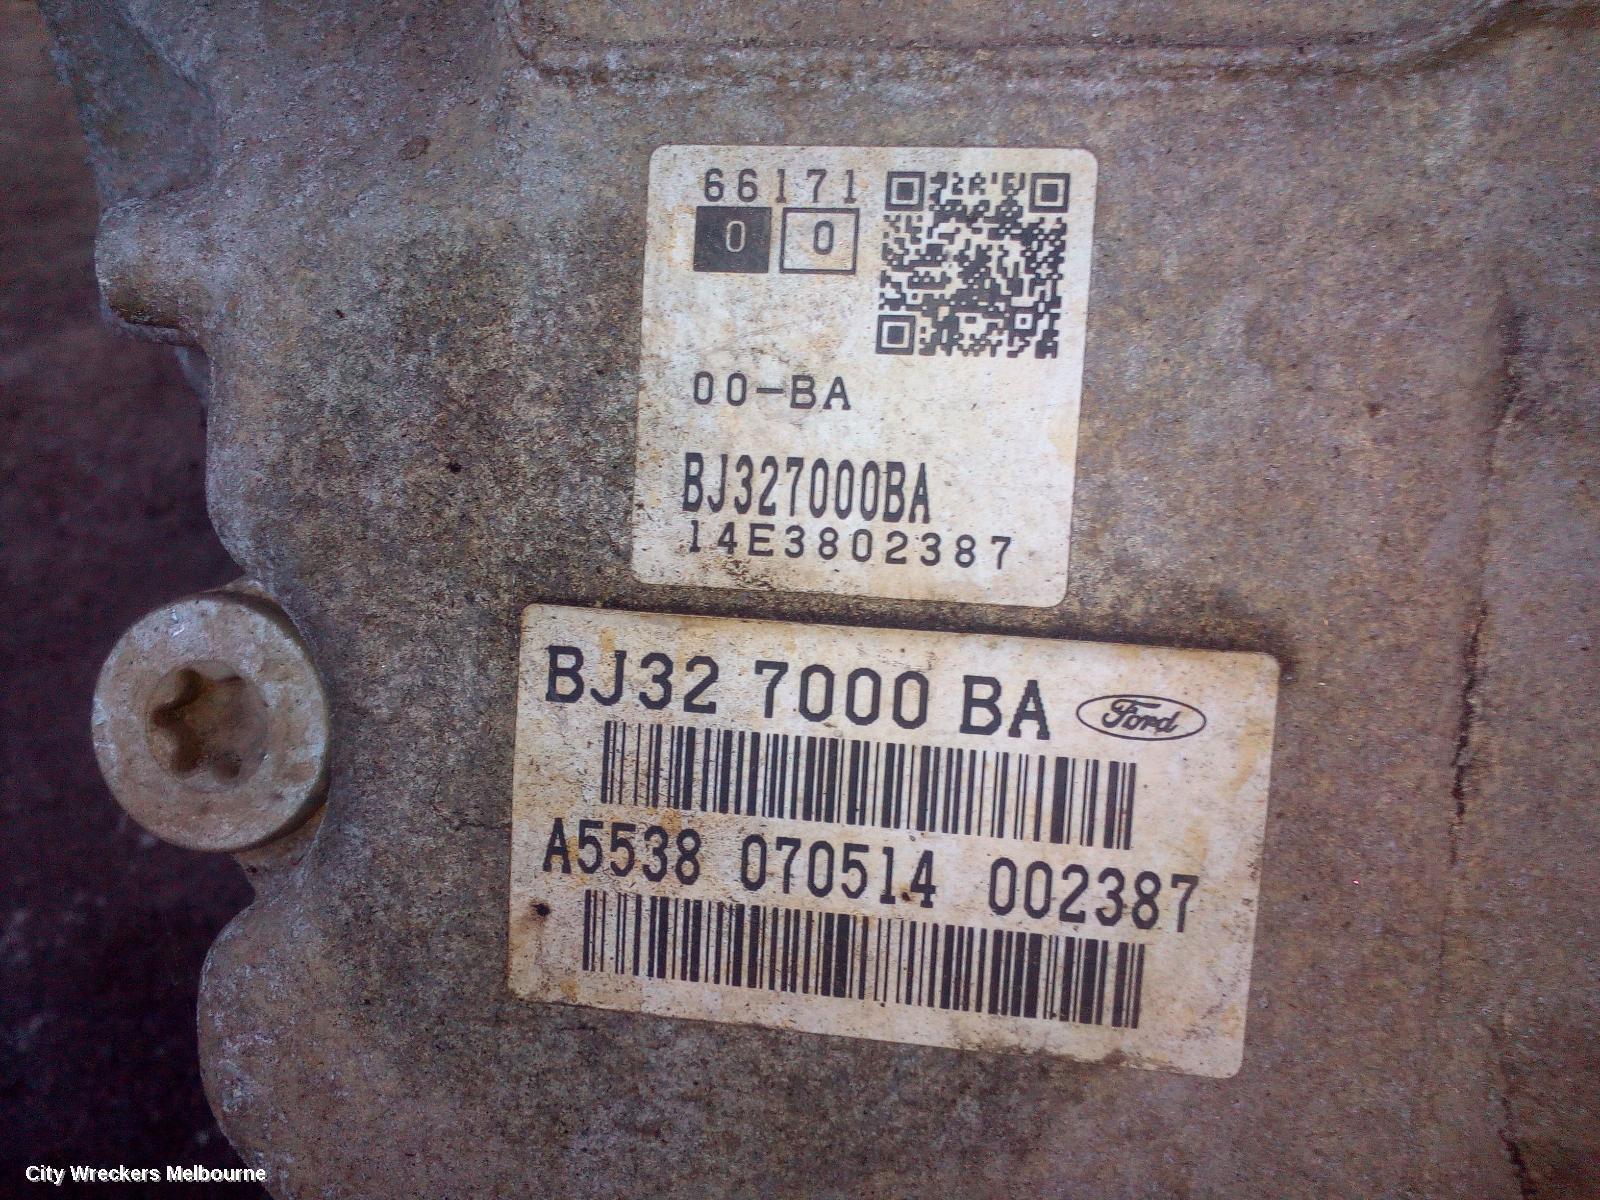 66171
0 0
00-BA
BJ327000BA
14E3802387
BJ32 7000 BA Ford
A5538 070514 002387
City Wreckers Melbourne